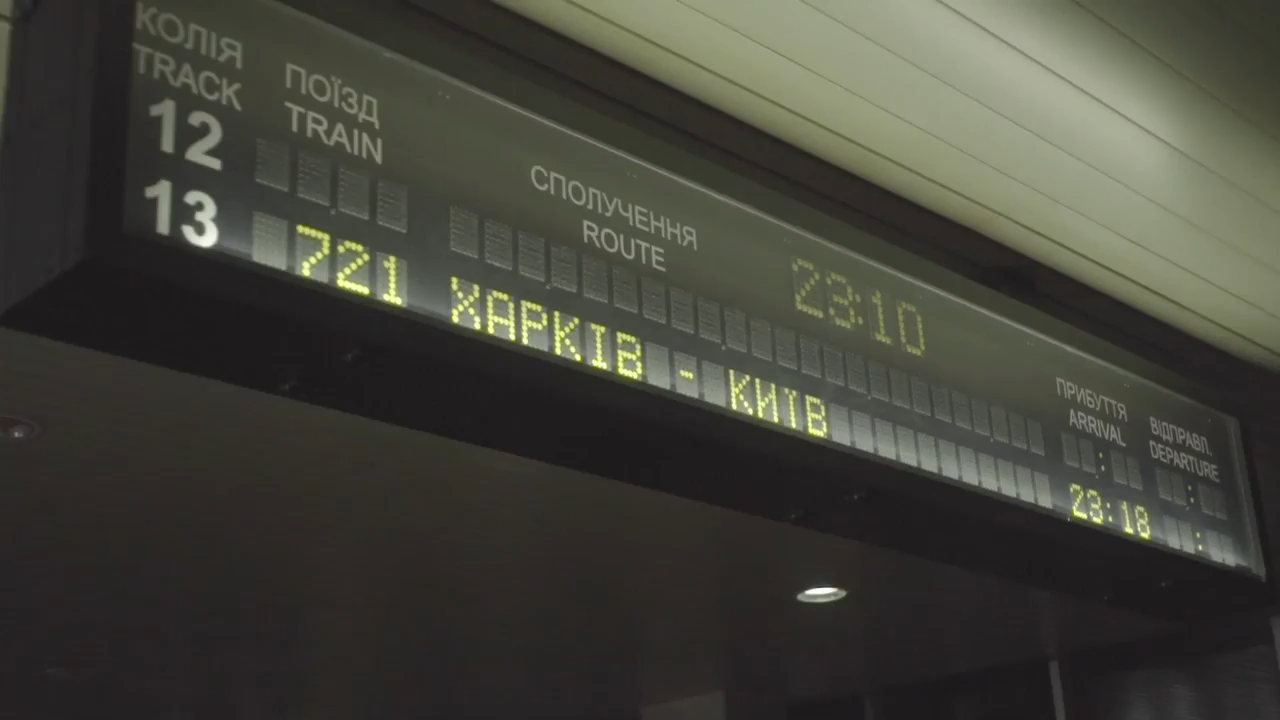 КОЛІЯ
TRACK
ПОЇЗД
TRAIN
СПОЛУЧЕННЯ
ROUTE
23:10
ПРИБУТТЯ
ARRIVAL
ВІДПРАВЛ.
DEPARTURE
12 : :
13 721 ХАРКІВ - КИЇВ 23:18 :